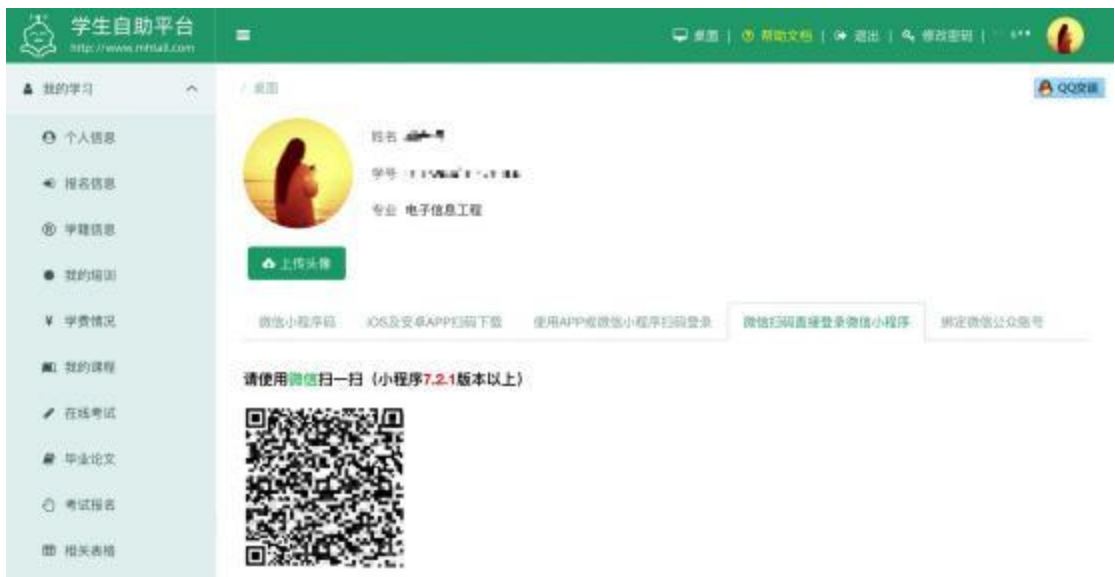 学生自助平台
http://www.mhtall.com
桌面 | 帮助文档 | 退出 | 修改密码 |
我的学习
/ 桌面
QQ交谈
个人信息
报名信息
学籍信息
我的培训
学费情况
我的课程
在线考试
毕业论文
考试报名
相关表格
姓名
学号
专业 电子信息工程
上传头像
微信小程序码
iOS及安卓APP扫码下载
使用APP或微信小程序扫码登录
微信扫码直接登录微信小程序
绑定微信公众账号
请使用微信扫一扫（小程序7.2.1版本以上）